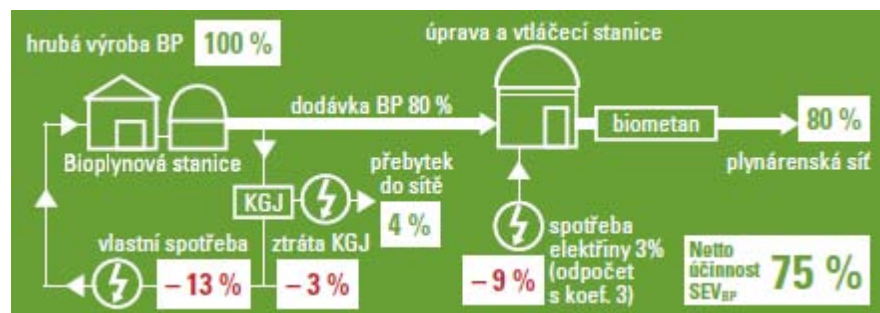 hrubá výroba BP 100 %
úprava a vtláčecí stanice
dodávka BP 80 %
biometan
80 %
Bioplynová stanice
plynárenská síť
přebytek
do sítě
KGJ
4 %
vlastní spotřeba
ztráta KGJ
– 13 %
– 3 %
spotřeba
elektřiny 3%
(odpočet
s koef. 3)
– 9 %
Netto
účinnost
SEVBP
75 %